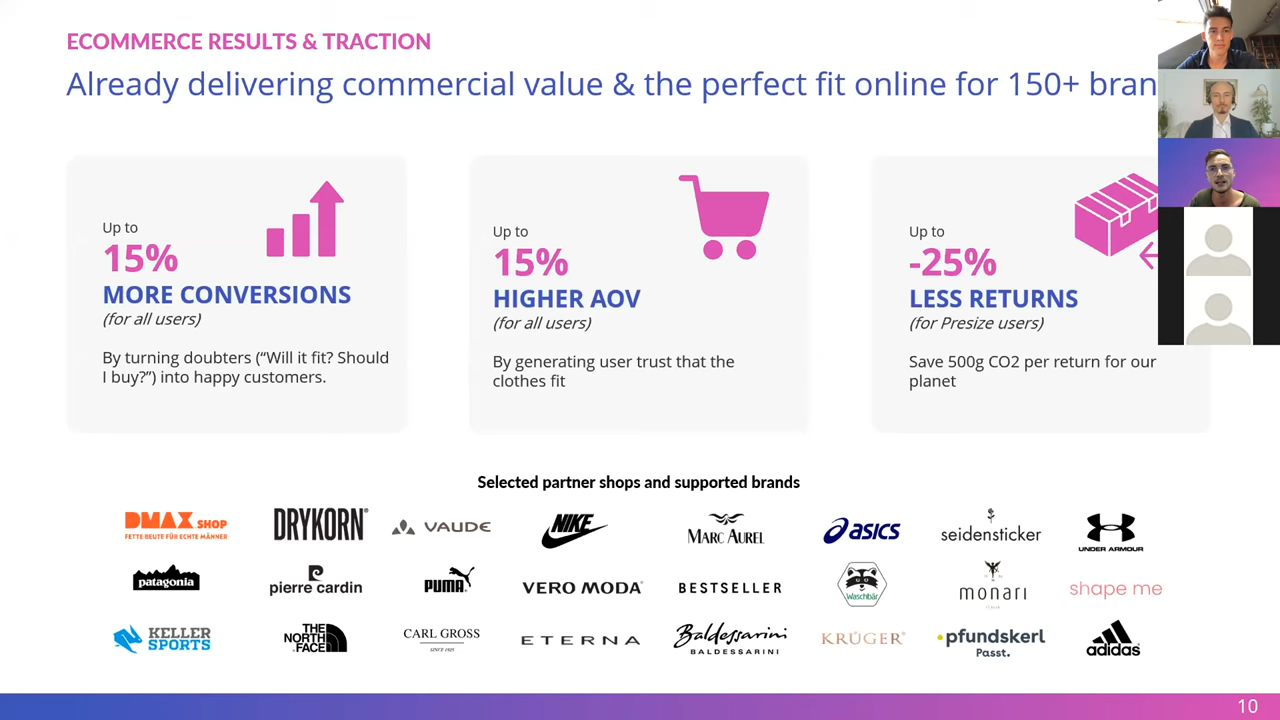 ECOMMERCE RESULTS & TRACTION
Already delivering commercial value & the perfect fit online for 150+ bran
Up to
15%
MORE CONVERSIONS
(for all users)
By turning doubters (“Will it fit? Should
I buy?”) into happy customers.
Up to
15%
HIGHER AOV
(for all users)
By generating user trust that the
clothes fit
Up to
-25%
LESS RETURNS
(for Presize users)
Save 500g CO2 per return for our
planet
Selected partner shops and supported brands
DMAX SHOP
FETTE BEUTE FÜR ECHTE MÄNNER
DRYKORN®
VAUDE
NIKE
MARC AUREL
asics
seidensticker
UNDER ARMOUR
patagonia
pierre cardin
PUMA
VERO MODA®
BESTSELLER
Waschbär
monari
ITALIA
shape me
KELLER
SPORTS
THE
NORTH
FACE
CARL GROSS
SINCE 1925
ETERNA
Baldessarini
BALDESSARINI
KRÜGER®
pfundskerl
Passt.
adidas
10